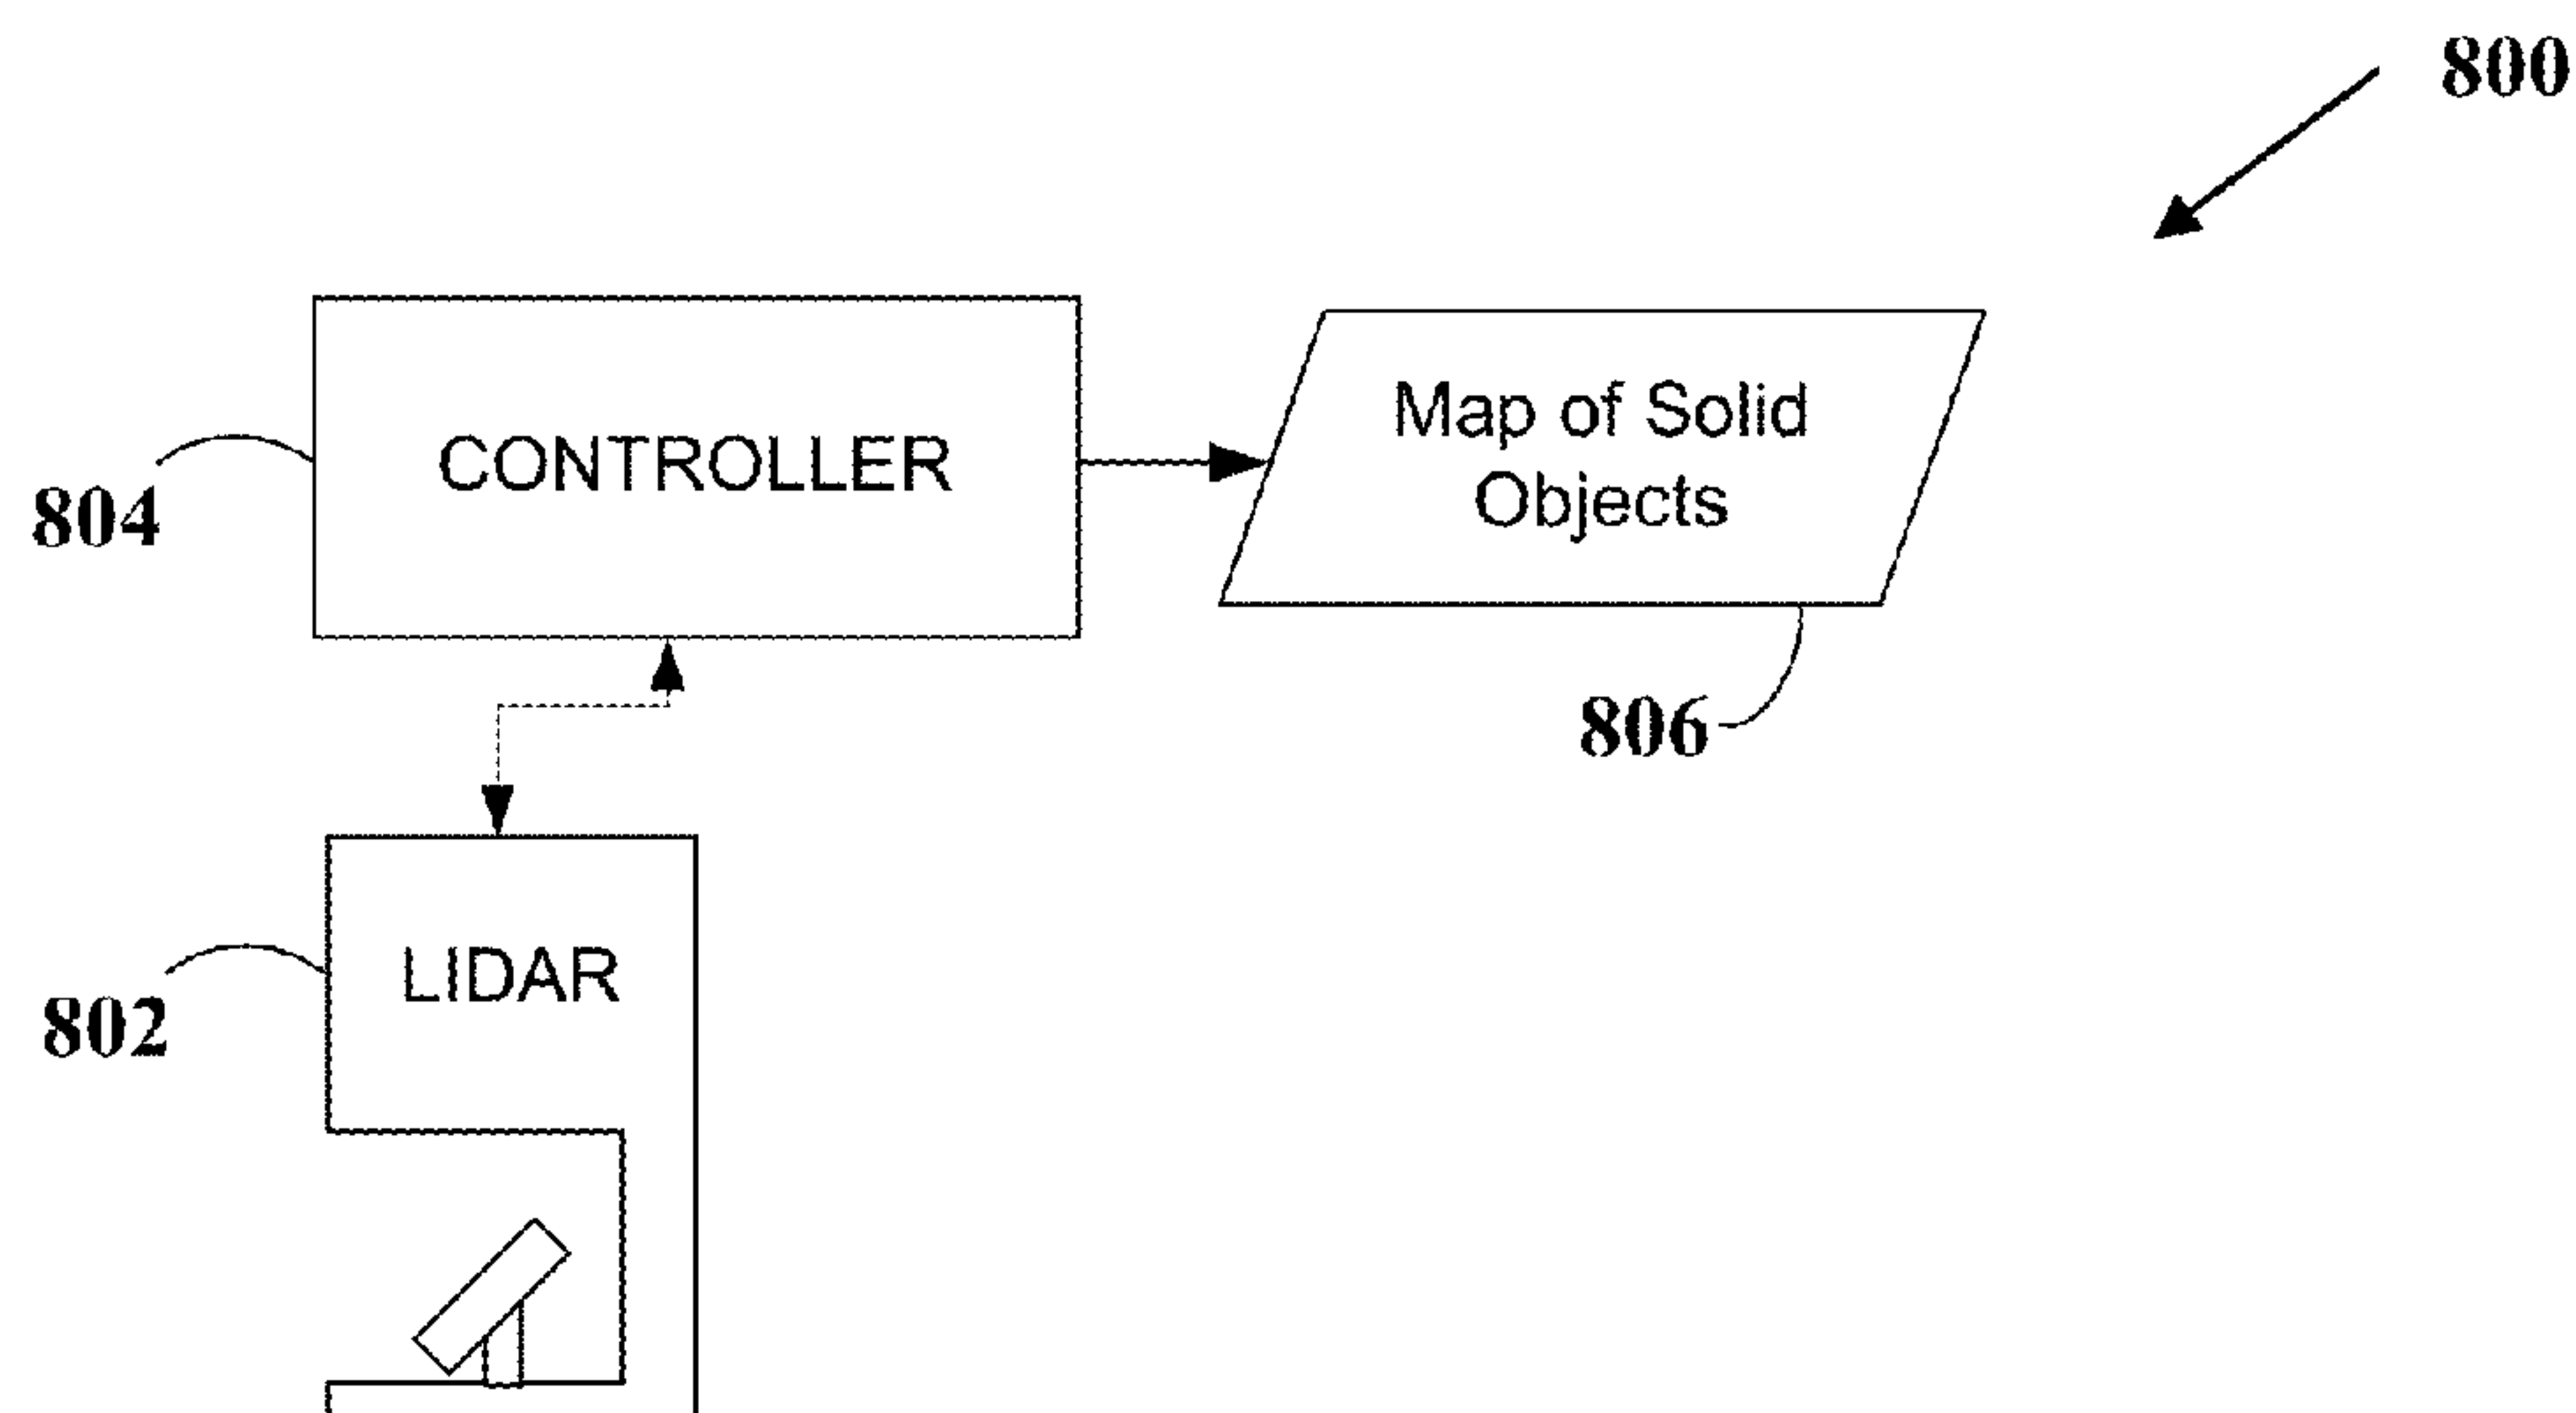 800
CONTROLLER
Map of Solid
Objects
804
806
LIDAR
802